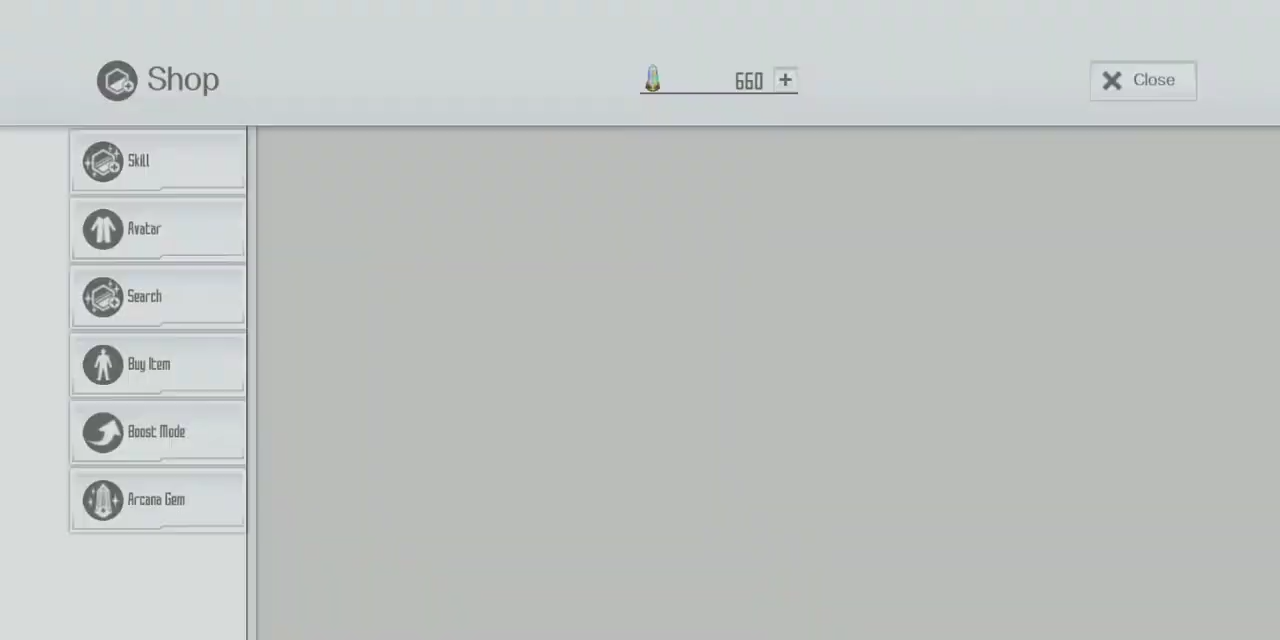 Shop
660
Close
Skill
Avatar
Search
Buy Item
Boost Mode
Arcana Gem